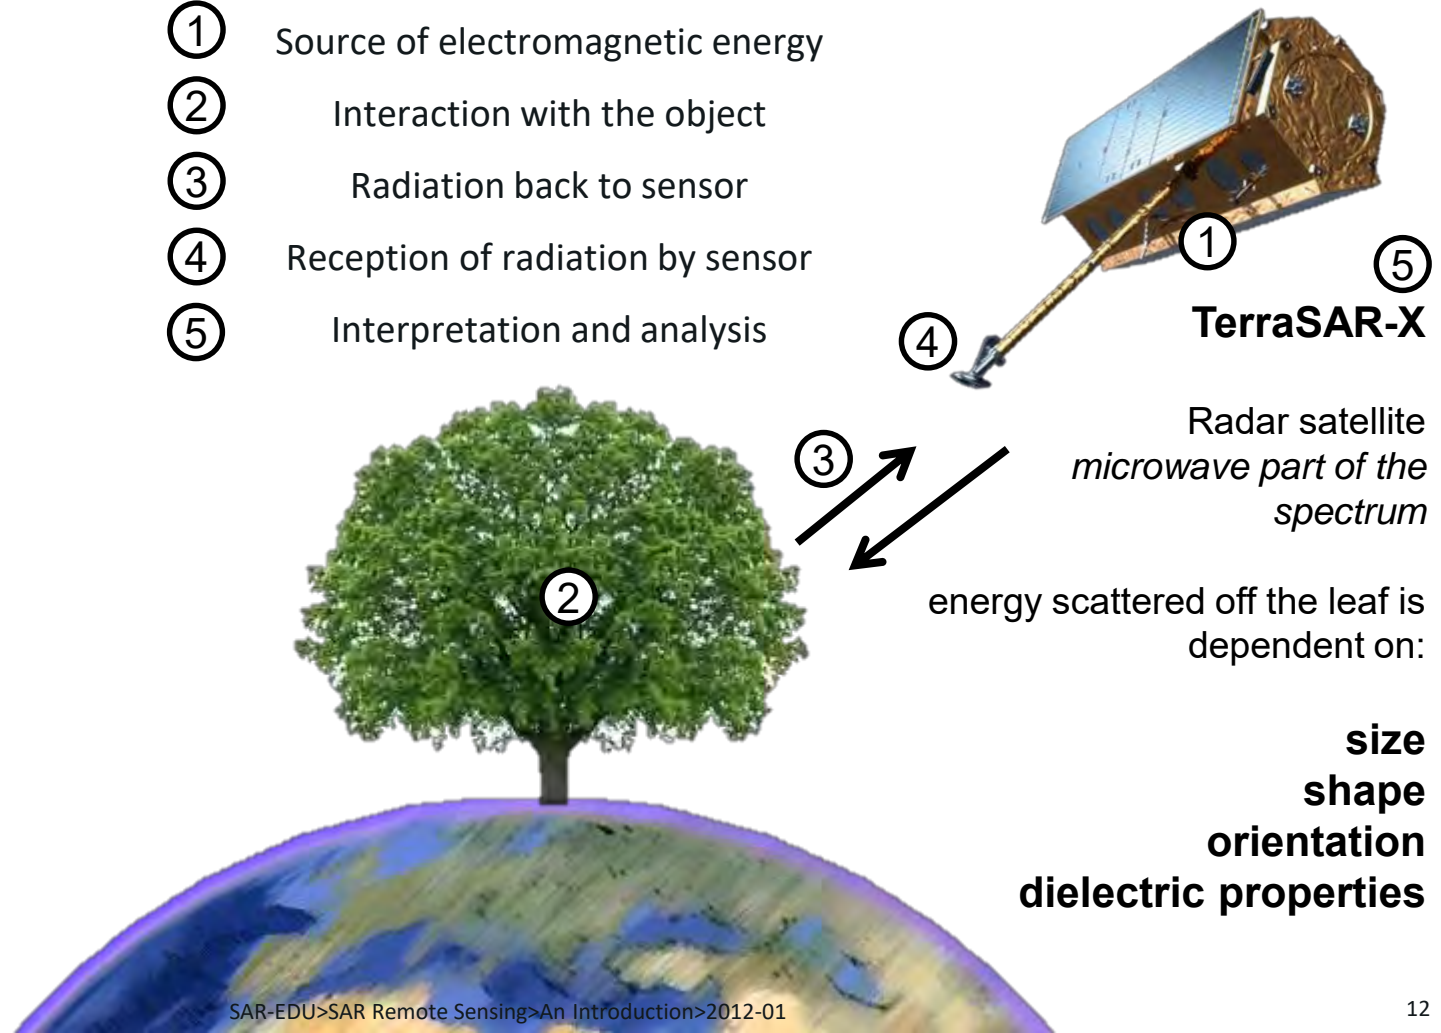 1 Source of electromagnetic energy
2 Interaction with the object
3 Radiation back to sensor
4 Reception of radiation by sensor
5 Interpretation and analysis
1
5
TerraSAR-X
4
Radar satellite
microwave part of the
spectrum
3
2
energy scattered off the leaf is
dependent on:
size
shape
orientation
dielectric properties
SAR-EDU>SAR Remote Sensing>An Introduction>2012-01
12